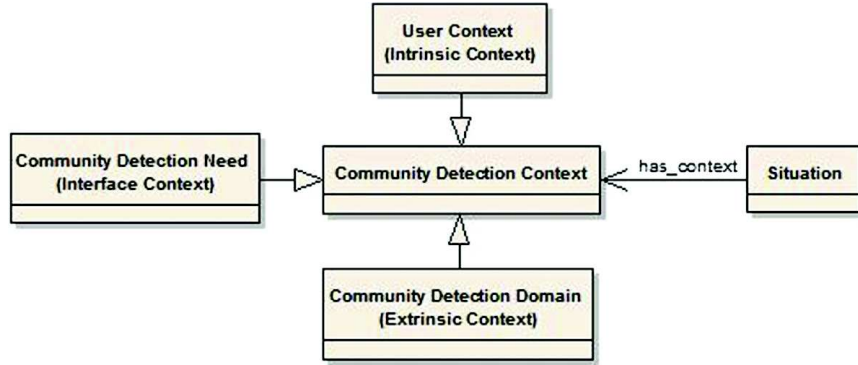 User Context
(Intrinsic Context)
Community Detection Need
(Interface Context)
Community Detection Context
has_context
Situation
Community Detection Domain
(Extrinsic Context)